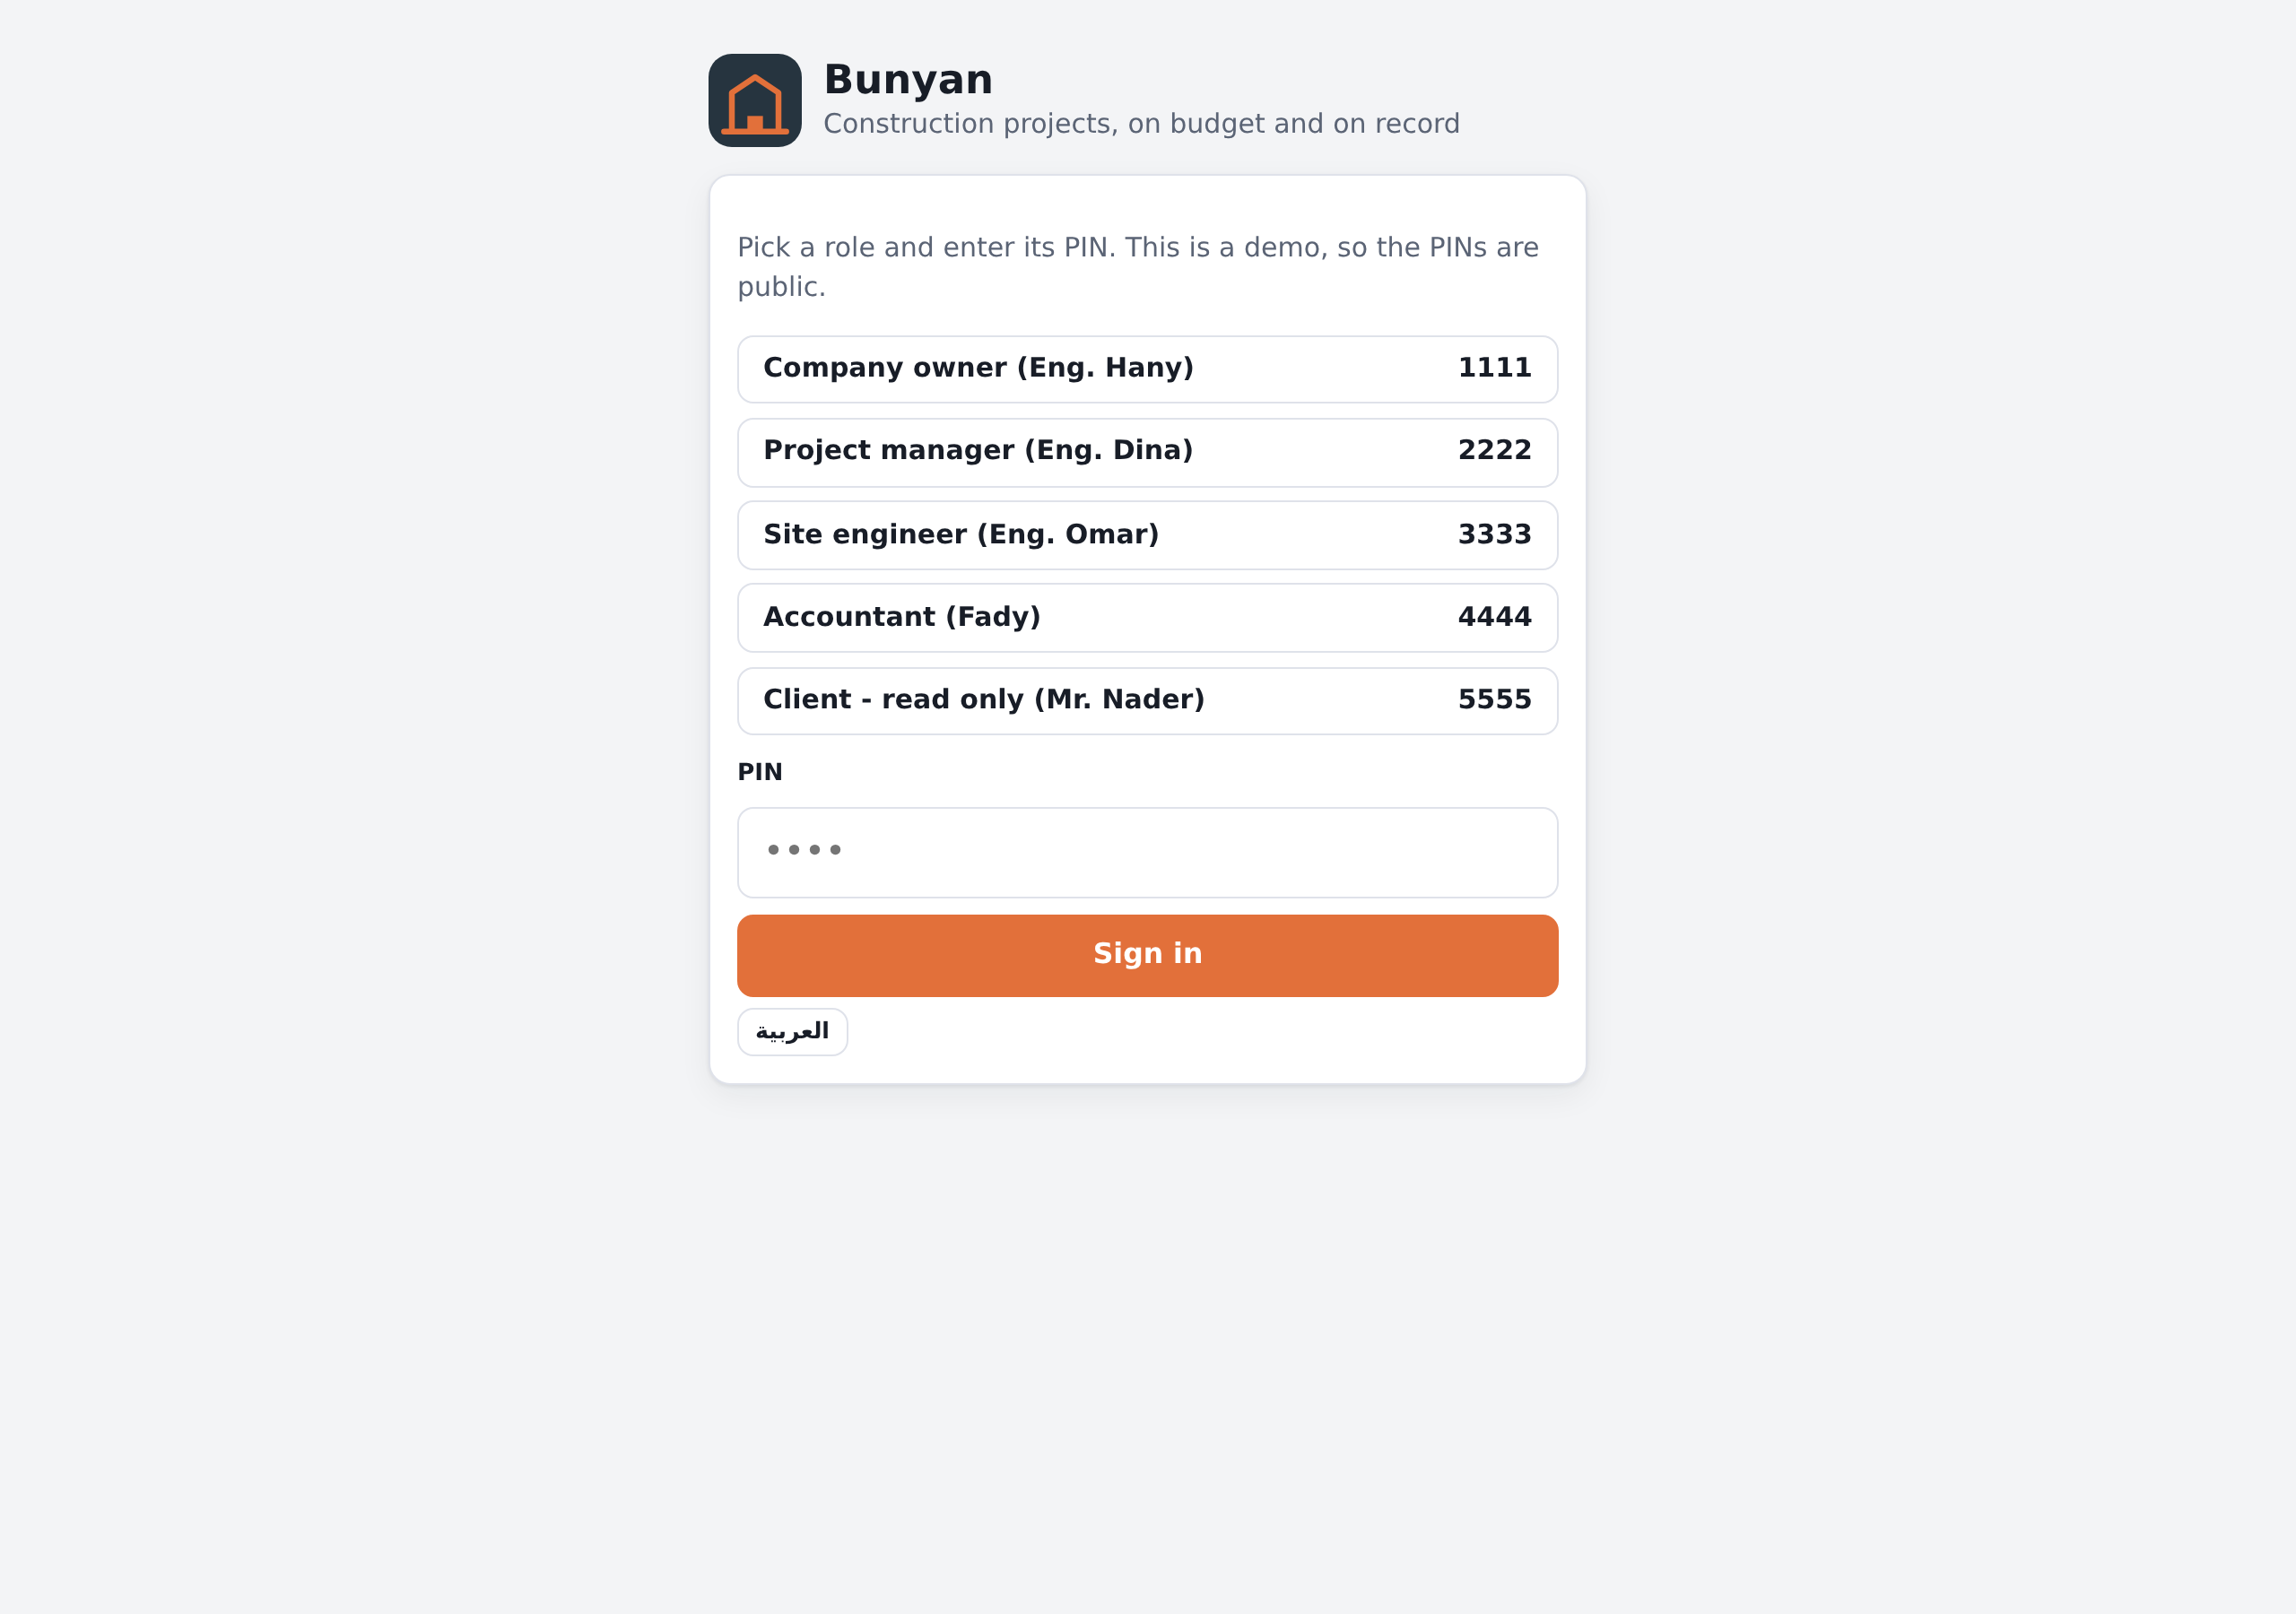 Bunyan
Construction projects, on budget and on record
Pick a role and enter its PIN. This is a demo, so the PINs are
public.
Company owner (Eng. Hany) 1111
Project manager (Eng. Dina) 2222
Site engineer (Eng. Omar) 3333
Accountant (Fady) 4444
Client - read only (Mr. Nader) 5555
PIN
••••
Sign in
العربية